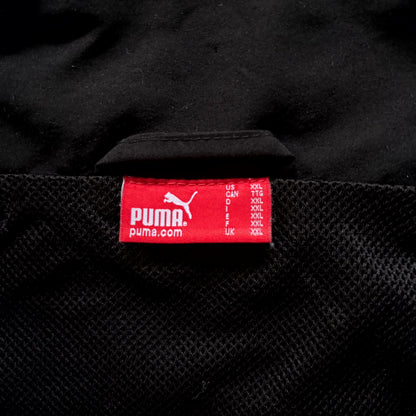 PUMA®
puma.com
US XXL
CAN TTG
D XXL
I XXL
E XXL
F XXL
UK XXL